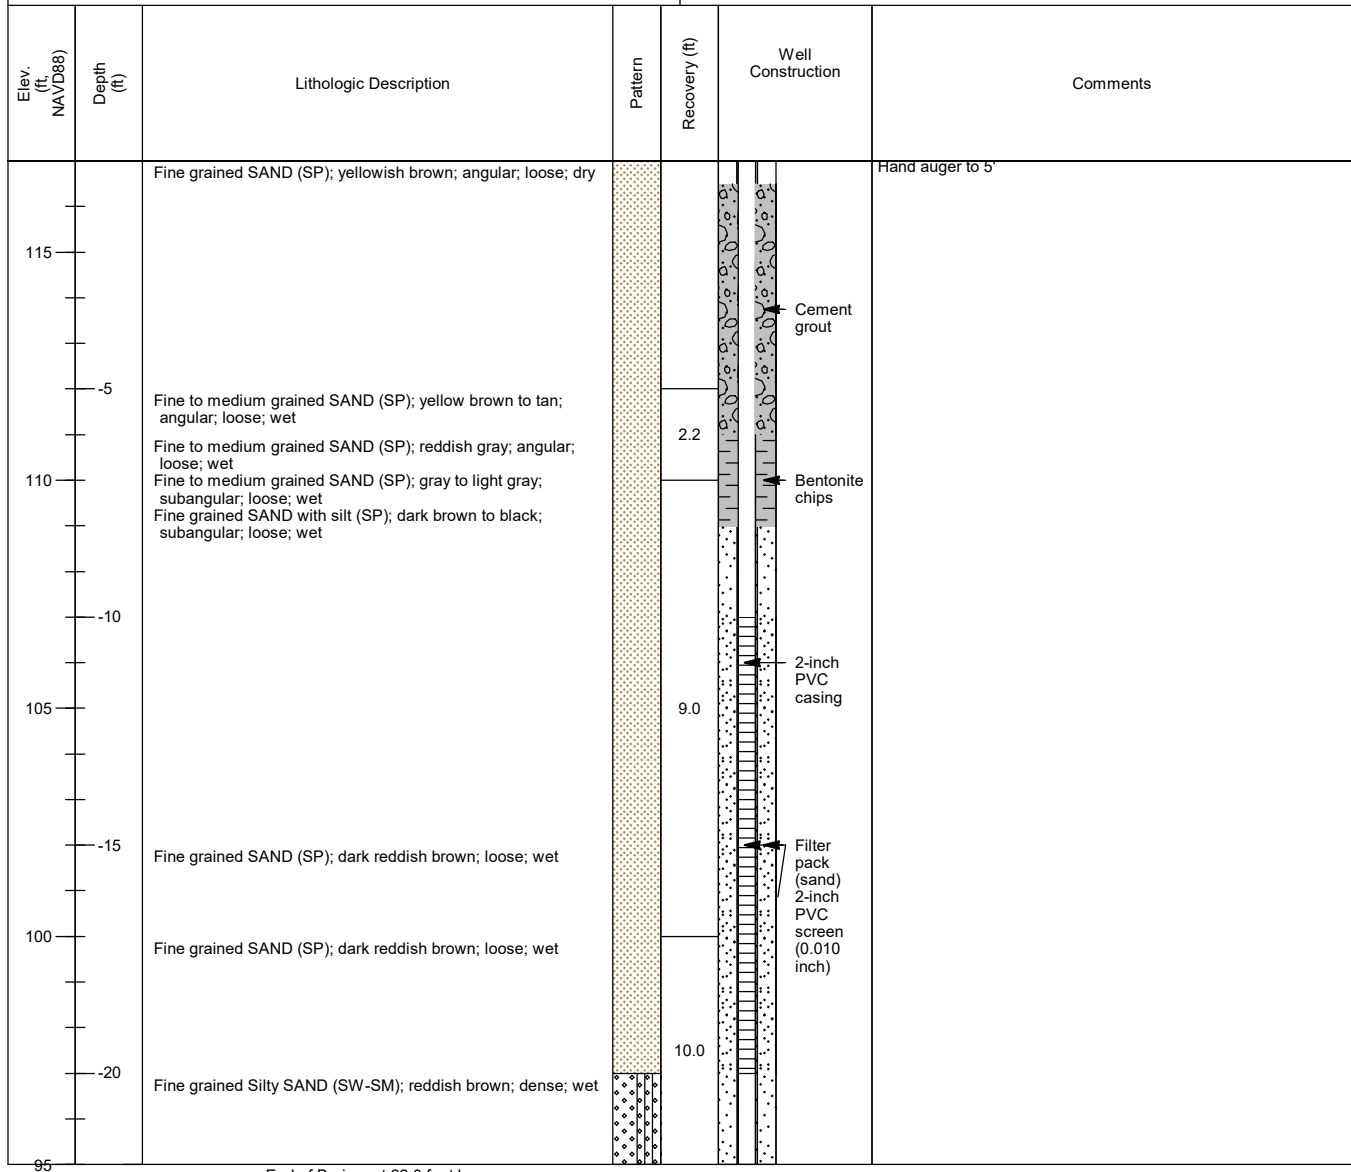 Elev.
(ft,
NAVD88)
Depth
(ft)
Lithologic Description
Pattern
Recovery (ft)
Well
Construction
Comments
Fine grained SAND (SP); yellowish brown; angular; loose; dry
Hand auger to 5'
115
Cement
grout
-5
Fine to medium grained SAND (SP); yellow brown to tan;
angular; loose; wet
2.2
Fine to medium grained SAND (SP); reddish gray; angular;
loose; wet
110
Fine to medium grained SAND (SP); gray to light gray;
subangular; loose; wet
Bentonite
chips
Fine grained SAND with silt (SP); dark brown to black;
subangular; loose; wet
-10
2-inch
PVC
casing
105
9.0
-15
Fine grained SAND (SP); dark reddish brown; loose; wet
Filter
pack
(sand)
2-inch
PVC
screen
(0.010
inch)
100
Fine grained SAND (SP); dark reddish brown; loose; wet
10.0
-20
Fine grained Silty SAND (SW-SM); reddish brown; dense; wet
95